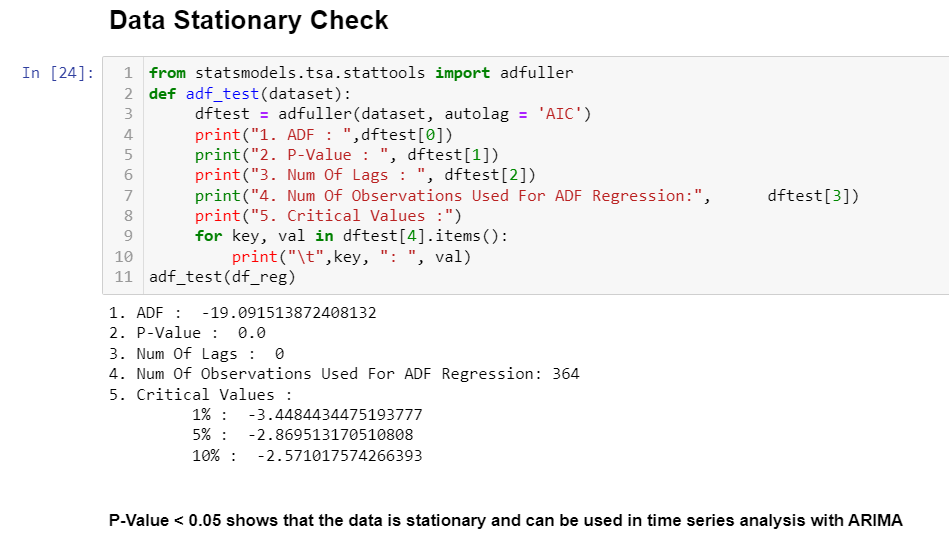 Data Stationary Check
In [24]:
1 from statsmodels.tsa.stattools import adfuller
2 def adf_test(dataset):
3      dftest = adfuller(dataset, autolag = 'AIC')
4      print("1. ADF : ",dftest[0])
5      print("2. P-Value : ", dftest[1])
6      print("3. Num Of Lags : ", dftest[2])
7      print("4. Num Of Observations Used For ADF Regression:",      dftest[3])
8      print("5. Critical Values :")
9      for key, val in dftest[4].items():
10          print("\t",key, ": ", val)
11 adf_test(df_reg)
1. ADF :  -19.091513872408132
2. P-Value :  0.0
3. Num Of Lags :  0
4. Num Of Observations Used For ADF Regression: 364
5. Critical Values :
1% :  -3.4484434475193777
5% :  -2.869513170510808
10% :  -2.571017574266393
P-Value < 0.05 shows that the data is stationary and can be used in time series analysis with ARIMA